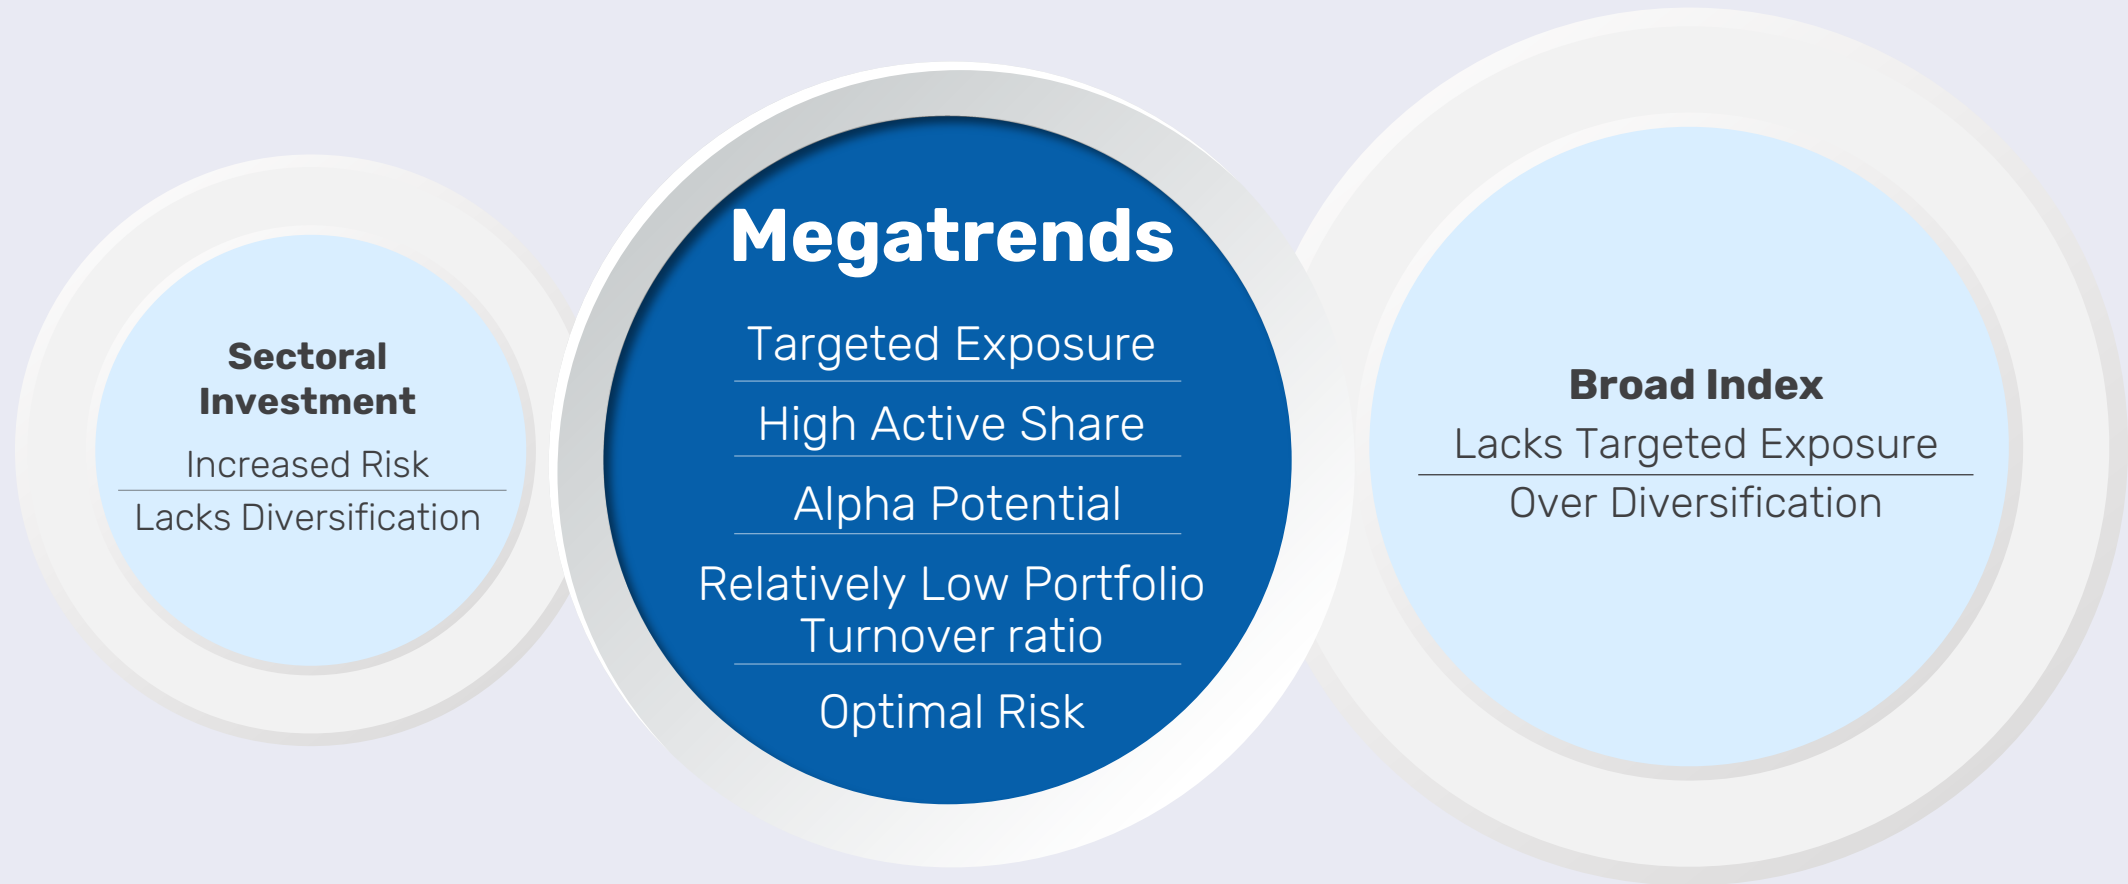 Sectoral
Investment
Increased Risk
Lacks Diversification
Megatrends
Targeted Exposure
High Active Share
Alpha Potential
Relatively Low Portfolio
Turnover ratio
Optimal Risk
Broad Index
Lacks Targeted Exposure
Over Diversification